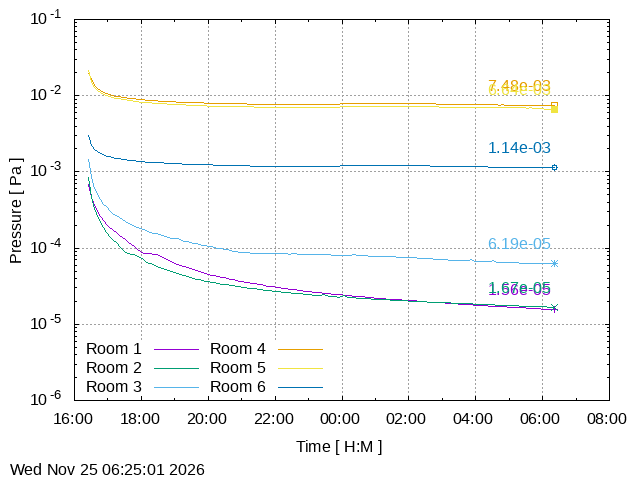 10^-1
10^-2
10^-3
10^-4
10^-5
10^-6
Pressure [ Pa ]
7.48e-03
1.14e-03
6.19e-05
1.56e-05
Room 1 Room 4
Room 2 Room 5
Room 3 Room 6
16:00 18:00 20:00 22:00 00:00 02:00 04:00 06:00 08:00
Time [ H:M ]
Wed Nov 25 06:25:01 2026